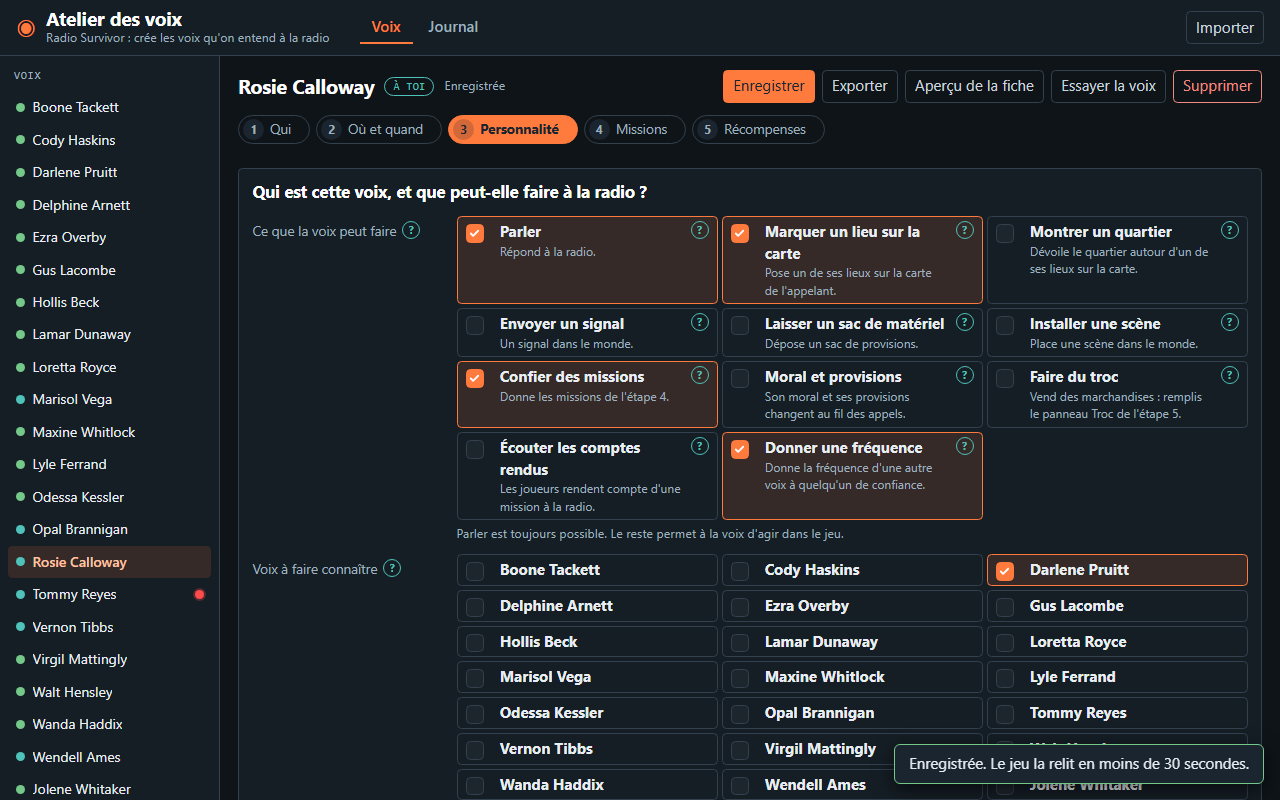 Atelier des voix
Radio Survivor : crée les voix qu'on entend à la radio
Voix
Journal
Importer
VOIX
Boone Tackett
Cody Haskins
Darlene Pruitt
Delphine Arnett
Ezra Overby
Gus Lacombe
Hollis Beck
Lamar Dunaway
Loretta Royce
Marisol Vega
Maxine Whitlock
Lyle Ferrand
Odessa Kessler
Opal Brannigan
Rosie Calloway
Tommy Reyes
Vernon Tibbs
Virgil Mattingly
Walt Hensley
Wanda Haddix
Wendell Ames
Jolene Whitaker
Rosie Calloway
À TOI
Enregistrée
Enregistrer
Exporter
Aperçu de la fiche
Essayer la voix
Supprimer
1 Qui
2 Où et quand
3 Personnalité
4 Missions
5 Récompenses
Qui est cette voix, et que peut-elle faire à la radio ?
Ce que la voix peut faire ?
Parler ?
Répond à la radio.
Marquer un lieu sur la ?
carte
Pose un de ses lieux sur la carte
de l'appelant.
Montrer un quartier ?
Dévoile le quartier autour d'un de
ses lieux sur la carte.
Envoyer un signal ?
Un signal dans le monde.
Laisser un sac de matériel ?
Dépose un sac de provisions.
Installer une scène ?
Place une scène dans le monde.
Confier des missions ?
Donne les missions de l'étape 4.
Moral et provisions ?
Son moral et ses provisions
changent au fil des appels.
Faire du troc ?
Vend des marchandises : remplis
le panneau Troc de l'étape 5.
Écouter les comptes ?
rendus
Les joueurs rendent compte d'une
mission à la radio.
Donner une fréquence ?
Donne la fréquence d'une autre
voix à quelqu'un de confiance.
Parler est toujours possible. Le reste permet à la voix d'agir dans le jeu.
Voix à faire connaître ?
Boone Tackett
Cody Haskins
Darlene Pruitt
Delphine Arnett
Ezra Overby
Gus Lacombe
Hollis Beck
Lamar Dunaway
Loretta Royce
Marisol Vega
Maxine Whitlock
Lyle Ferrand
Odessa Kessler
Opal Brannigan
Tommy Reyes
Vernon Tibbs
Virgil Mattingly
Wanda Haddix
Wendell Ames
Jolene Whitaker
Enregistrée. Le jeu la relit en moins de 30 secondes.